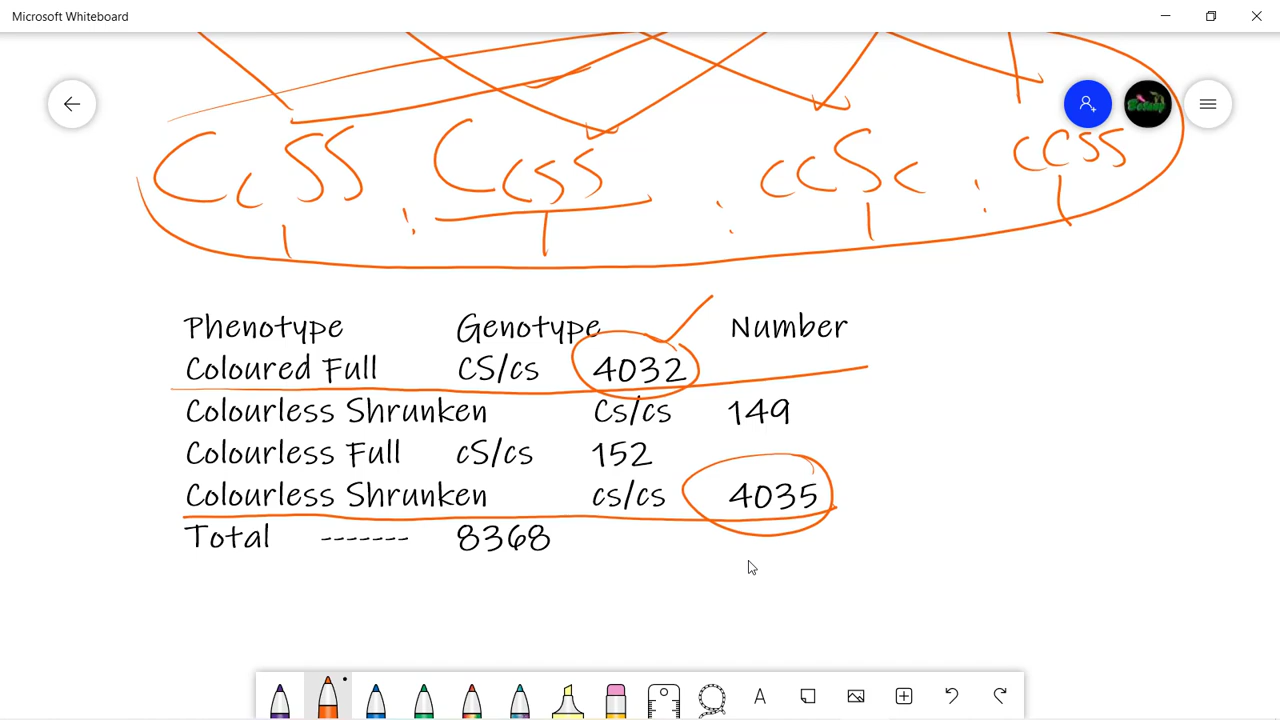 Microsoft Whiteboard
CcSS : Ccss : ccSc : ccss
Phenotype Genotype Number
Coloured Full CS/cs 4032
Colourless Shrunken Cs/cs 149
Colourless Full cS/cs 152
Colourless Shrunken cs/cs 4035
Total ------- 8368
A